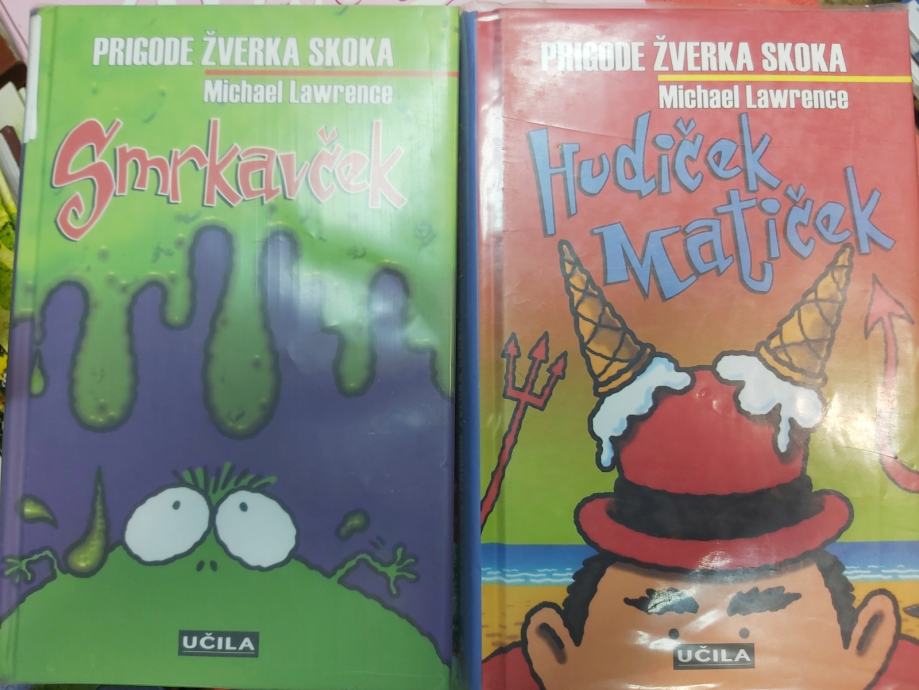 PRIGODE ŽVERKA SKOKA
Michael Lawrence
Smrkavček
UČILA
PRIGODE ŽVERKA SKOKA
Michael Lawrence
Hudiček
Matiček
UČILA